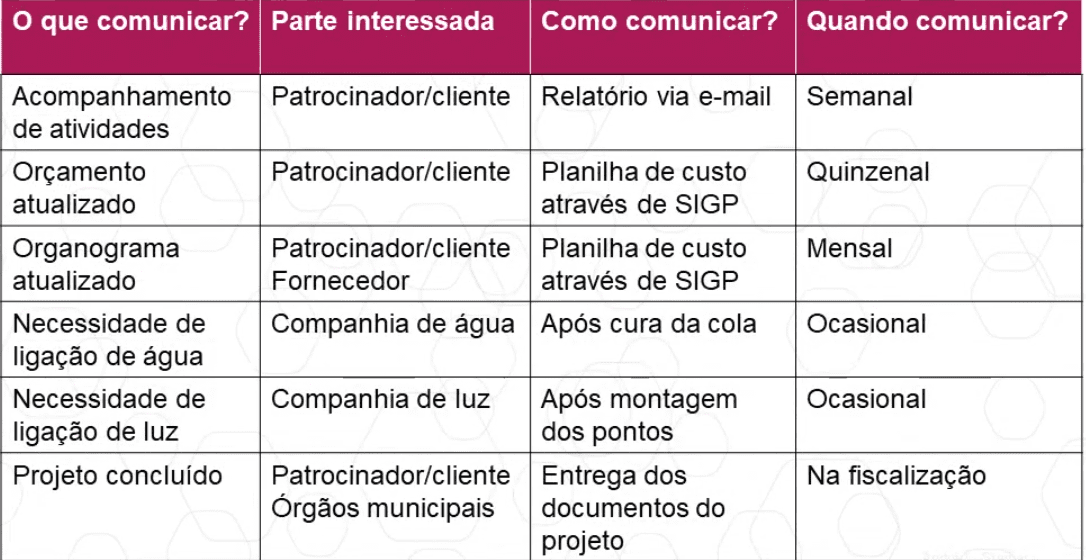 O que comunicar? Parte interessada Como comunicar? Quando comunicar?
Acompanhamento Patrocinador/cliente Relatório via e-mail Semanal
de atividades
Orçamento Patrocinador/cliente Planilha de custo Quinzenal
atualizado através de SIGP
Organograma Patrocinador/cliente Planilha de custo Mensal
atualizado Fornecedor através de SIGP
Necessidade de Companhia de água Após cura da cola Ocasional
ligação de água
Necessidade de Companhia de luz Após montagem Ocasional
ligação de luz dos pontos
Projeto concluído Patrocinador/cliente Entrega dos Na fiscalização
Órgãos municipais documentos do
projeto